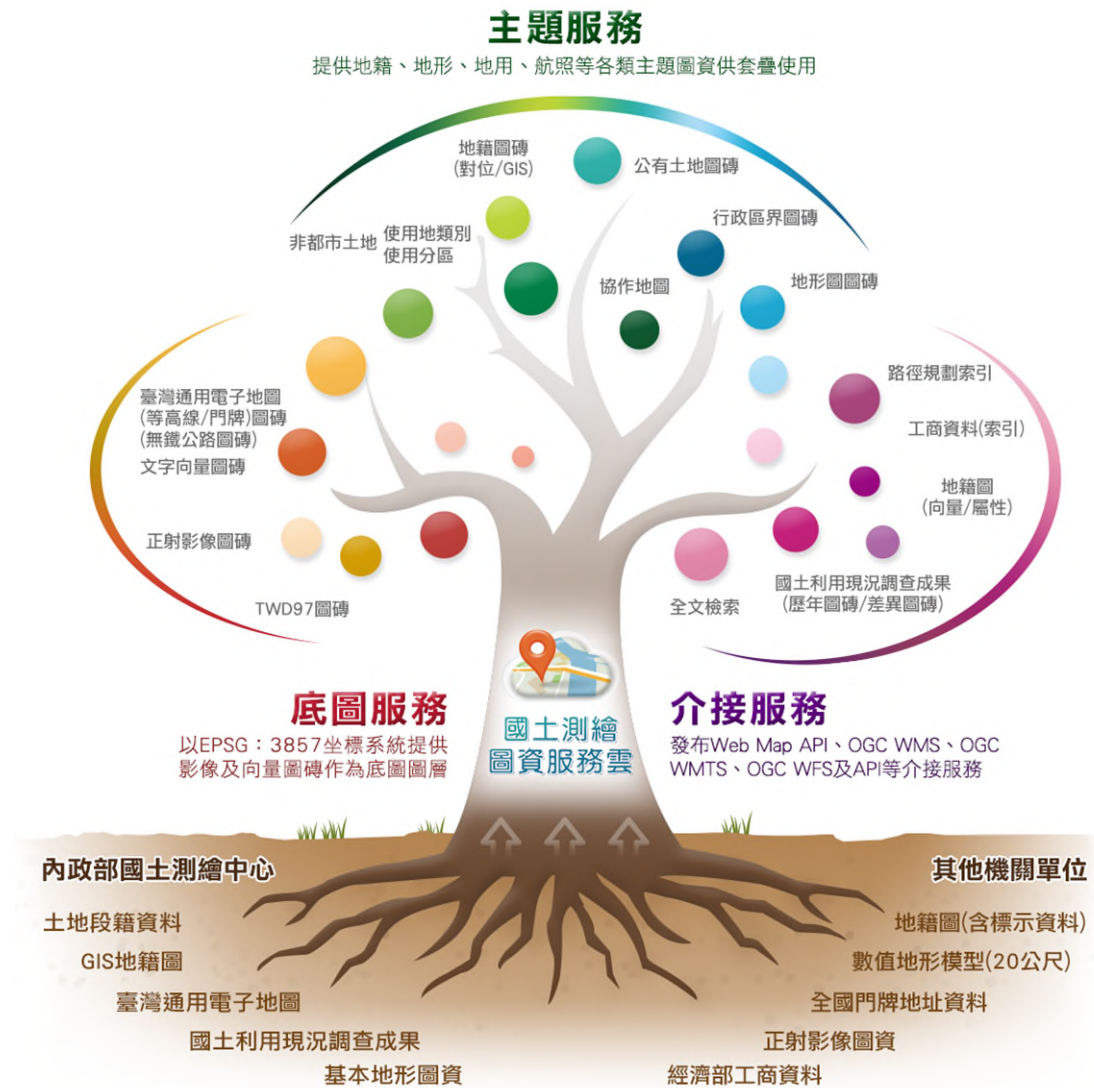 主題服務
提供地籍、地形、地用、航照等各類主題圖資供套疊使用
地籍圖磚
(對位/GIS)
公有土地圖磚
行政區界圖磚
非都市土地
使用地類別
使用分區
協作地圖
地形圖圖磚
臺灣通用電子地圖
(等高線/門牌)圖磚
(無鐵公路圖磚)
文字向量圖磚
正射影像圖磚
TWD97圖磚
路徑規劃索引
工商資料(索引)
地籍圖
(向量/屬性)
國土利用現況調查成果
(歷年圖磚/差異圖磚)
全文檢索
底圖服務
以EPSG：3857坐標系統提供
影像及向量圖磚作為底圖圖層
國土測繪
圖資服務雲
介接服務
發布Web Map API、OGC WMS、OGC
WMTS、OGC WFS及API等介接服務
內政部國土測繪中心
土地段籍資料
GIS地籍圖
臺灣通用電子地圖
國土利用現況調查成果
基本地形圖資
其他機關單位
地籍圖(含標示資料)
數值地形模型(20公尺)
全國門牌地址資料
正射影像圖資
經濟部工商資料